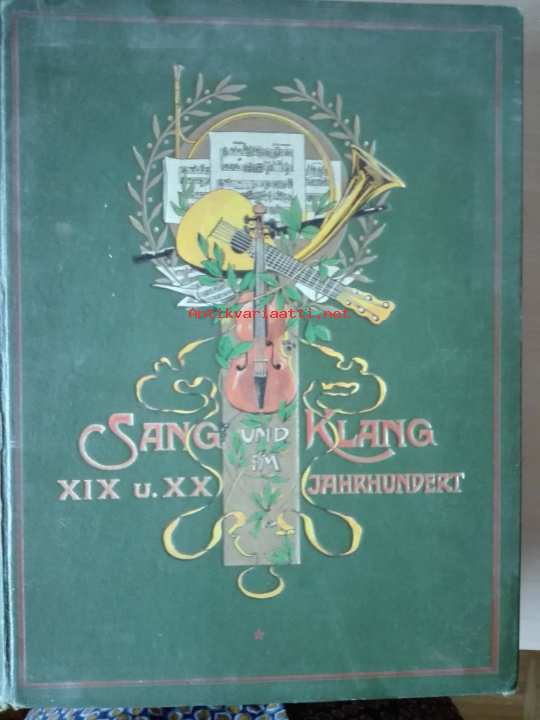 Antikvariaatti.net
SANG UND KLANG
XIX U. XX IM JAHRHUNDERT